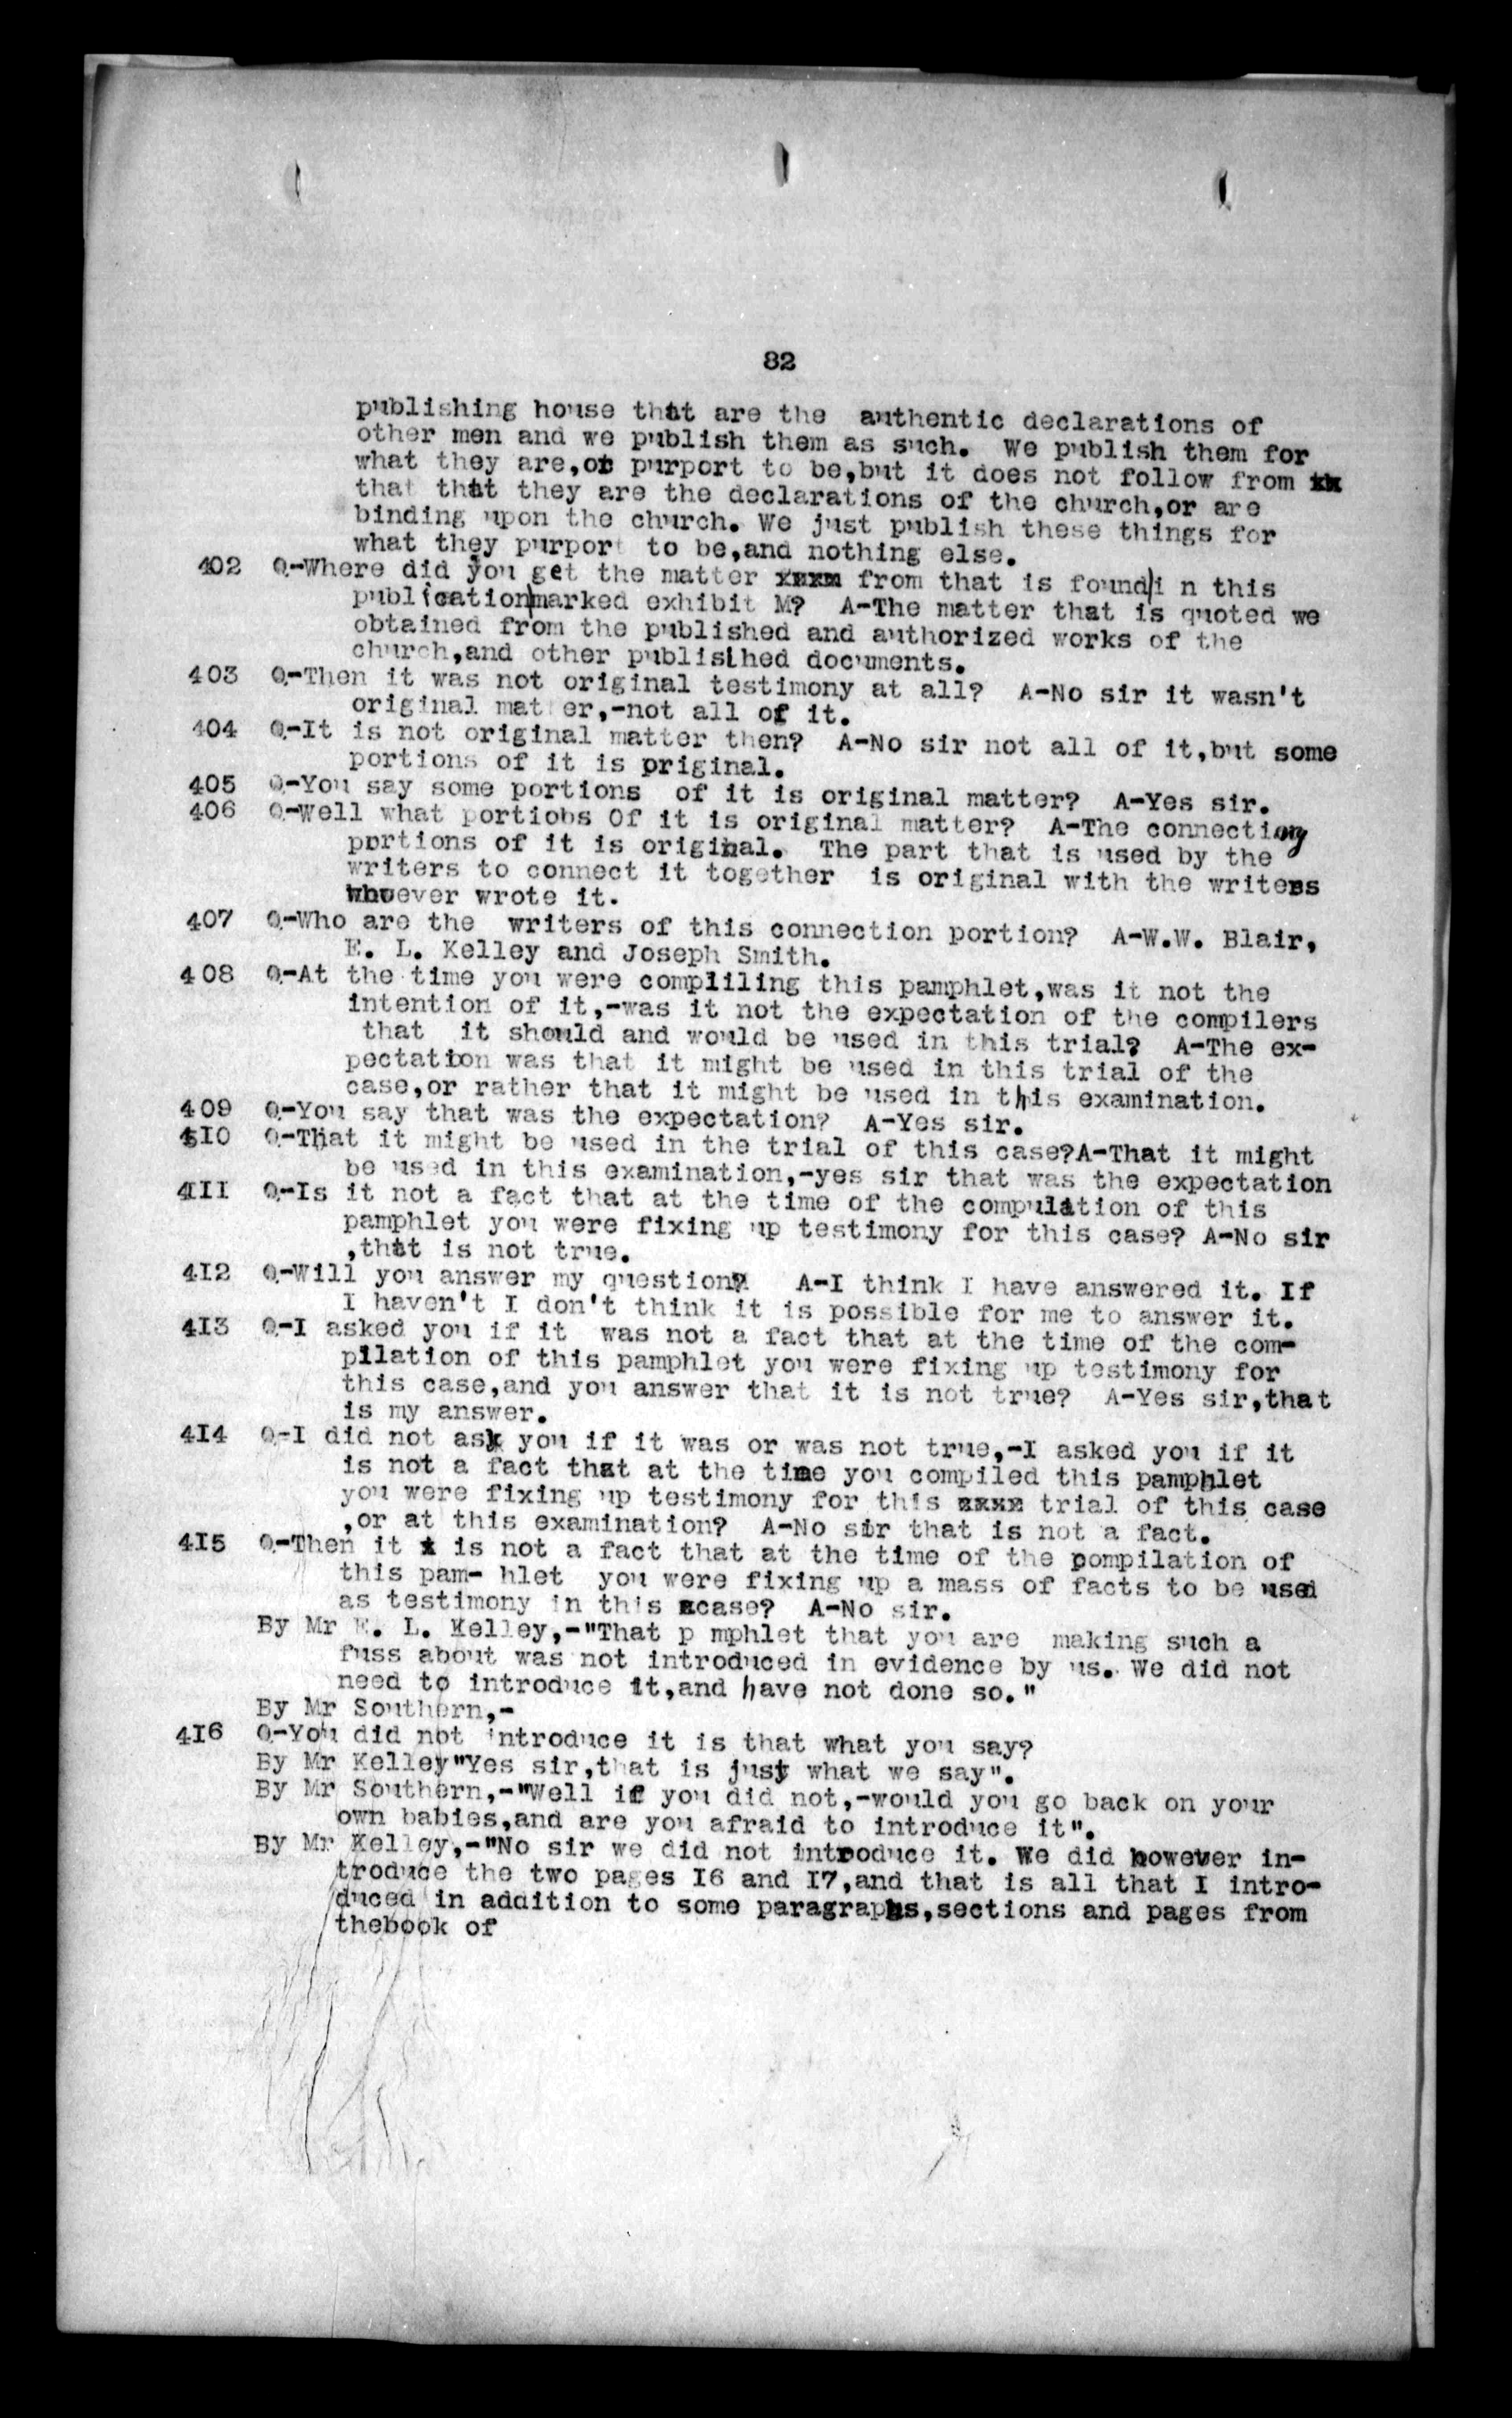 82
publishing house that are the authentic declarations of
other men and we publish them as such. We publish them for
what they are,or purport to be,but it does not follow from xx
that that they are the declarations of the church,or are
binding upon the church. We just publish these things for
what they purport to be,and nothing else.
402 Q-Where did you get the matter xxxm from that is found|i n this
publication|marked exhibit M? A-The matter that is quoted we
obtained from the published and authorized works of the
church,and other published documents.
403 Q-Then it was not original testimony at all? A-No sir it wasn't
original matter,-not all of it.
404 Q-It is not original matter then? A-No sir not all of it,but some
portions of it is original.
405 Q-You say some portions of it is original matter? A-Yes sir.
406 Q-Well what portiobs Of it is original matter? A-The connecting
portions of it is original. The part that is used by the
writers to connect it together is original with the writers
whoever wrote it.
407 Q-Who are the writers of this connection portion? A-W.W. Blair,
E. L. Kelley and Joseph Smith.
408 Q-At the time you were compliling this pamphlet,was it not the
intention of it,-was it not the expectation of the compilers
that it should and would be used in this trial? A-The ex-
pectation was that it might be used in this trial of the
case,or rather that it might be used in this examination.
409 Q-You say that was the expectation? A-Yes sir.
410 Q-That it might be used in the trial of this case?A-That it might
be used in this examination,-yes sir that was the expectation
411 Q-Is it not a fact that at the time of the compulation of this
pamphlet you were fixing up testimony for this case? A-No sir
,that is not true.
412 Q-Will you answer my question? A-I think I have answered it. If
I haven't I don't think it is possible for me to answer it.
413 Q-I asked you if it was not a fact that at the time of the com-
pilation of this pamphlet you were fixing up testimony for
this case,and you answer that it is not true? A-Yes sir,that
is my answer.
414 Q-I did not ask you if it was or was not true,-I asked you if it
is not a fact that at the time you compiled this pamphlet
you were fixing up testimony for this xxxx trial of this case
,or at this examination? A-No sir that is not a fact.
415 Q-Then it x is not a fact that at the time of the compilation of
this pam- hlet you were fixing up a mass of facts to be used
as testimony in this case? A-No sir.
By Mr E. L. Kelley,-"That p mphlet that you are making such a
fuss about was not introduced in evidence by us. We did not
need to introduce it,and have not done so."
By Mr Southern,-
416 Q-You did not introduce it is that what you say?
By Mr Kelley"Yes sir,that is just what we say".
By Mr Southern,-"Well if you did not,-would you go back on your
own babies,and are you afraid to introduce it".
By Mr Kelley,-"No sir we did not introduce it. We did however in-
troduce the two pages I6 and I7,and that is all that I intro-
duced in addition to some paragraphs,sections and pages from
thebook of